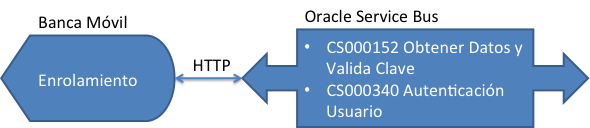 Banca Móvil
Enrolamiento
HTTP
Oracle Service Bus
• CS000152 Obtener Datos y
Valida Clave
• CS000340 Autenticación
Usuario